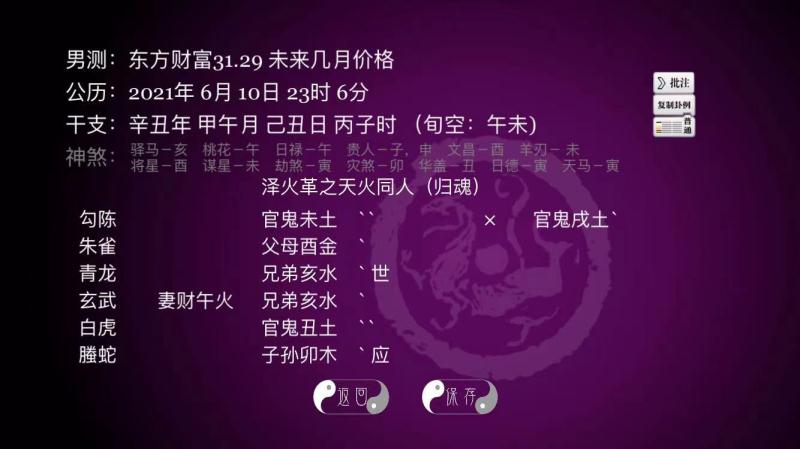 男测：东方财富31.29 未来几月价格
公历：2021年 6月 10日 23时 6分
干支：辛丑年 甲午月 己丑日 丙子时 （旬空：午未）
神煞：驿马－亥 桃花－午 日禄－午 贵人－子，申 文昌－酉 羊刃－未
将星－酉 谋星－未 劫煞－寅 灾煞－卯 华盖－丑 日德－寅 天马－寅
泽火革之天火同人（归魂）
勾陈 官鬼未土 `` × 官鬼戌土`
朱雀 父母酉金 `
青龙 兄弟亥水 ` 世
玄武 妻财午火 兄弟亥水 `
白虎 官鬼丑土 ``
螣蛇 子孙卯木 ` 应
批注
复制卦例
普通
返回 保存